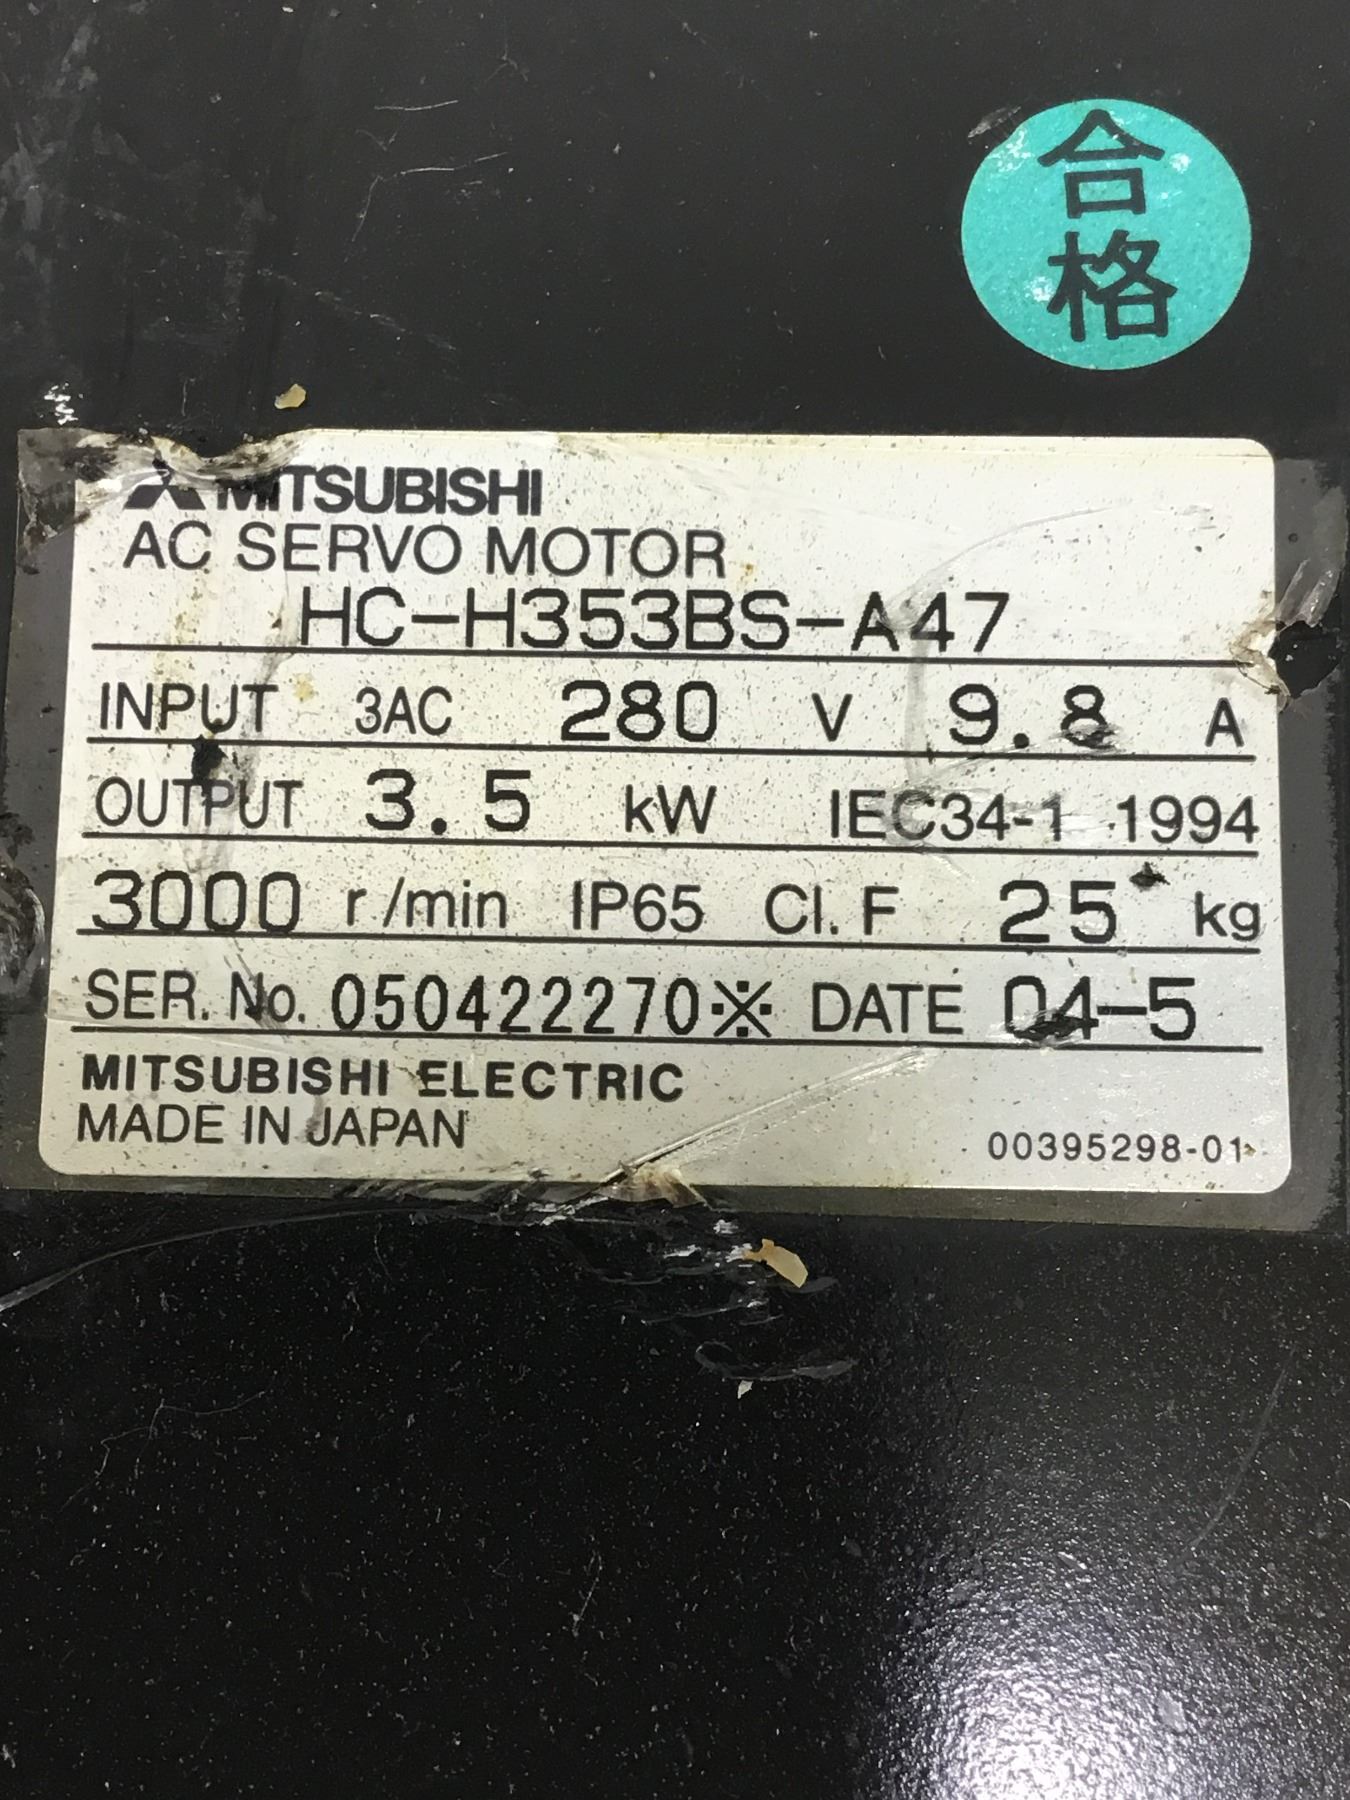 合
格
MITSUBISHI
AC SERVO MOTOR
HC-H353BS-A47
INPUT 3AC 280 V 9.8 A
OUTPUT 3.5 kW IEC34-1 1994
3000 r/min IP65 Cl. F 25 kg
SER. No. 050422270※ DATE 04-5
MITSUBISHI ELECTRIC
MADE IN JAPAN
00395298-01